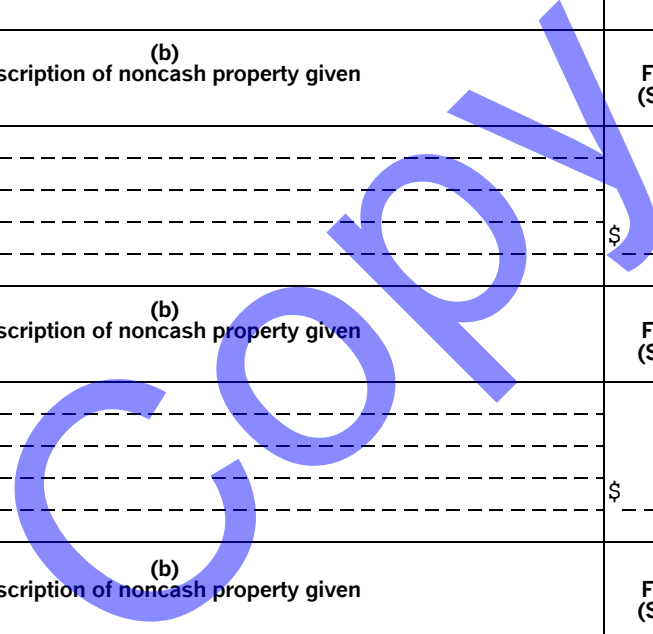 (b)
scription of noncash property given
F
(S
$
(b)
scription of noncash property given
F
(S
$
(b)
scription of noncash property given
F
(S
Copy